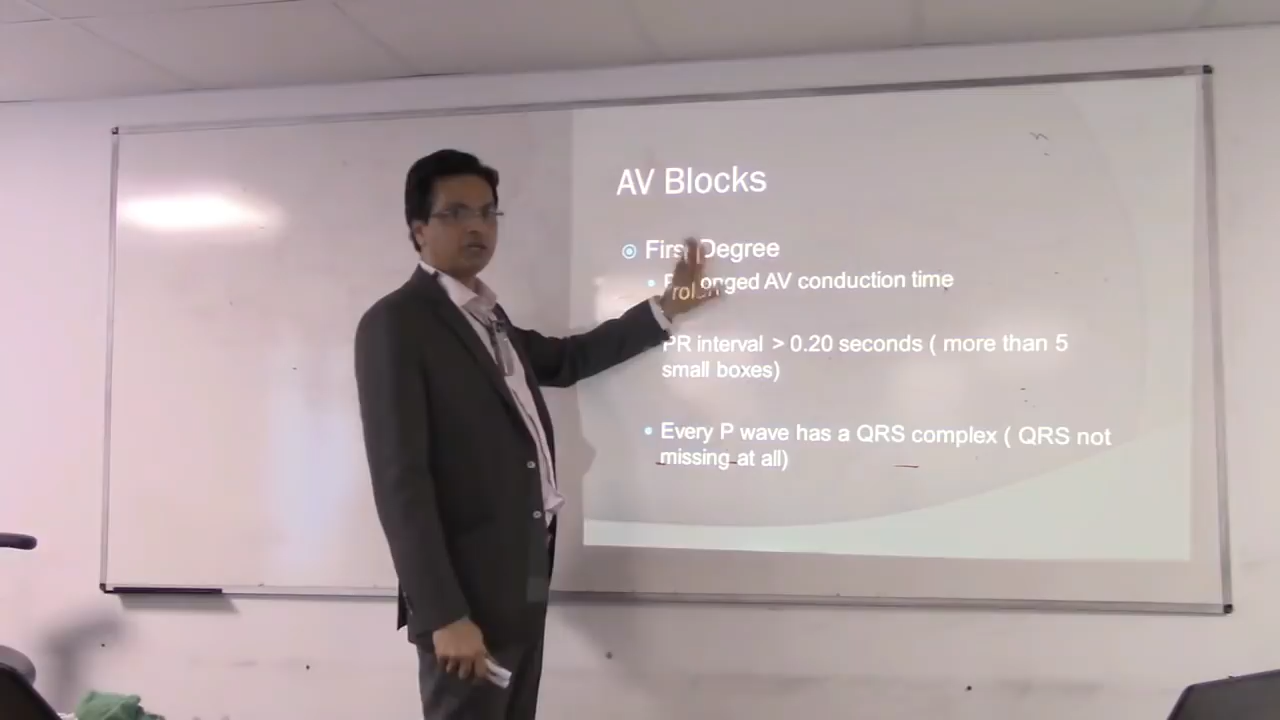 AV Blocks
First Degree
Prolonged AV conduction time
PR interval > 0.20 seconds ( more than 5
small boxes)
Every P wave has a QRS complex ( QRS not
missing at all)